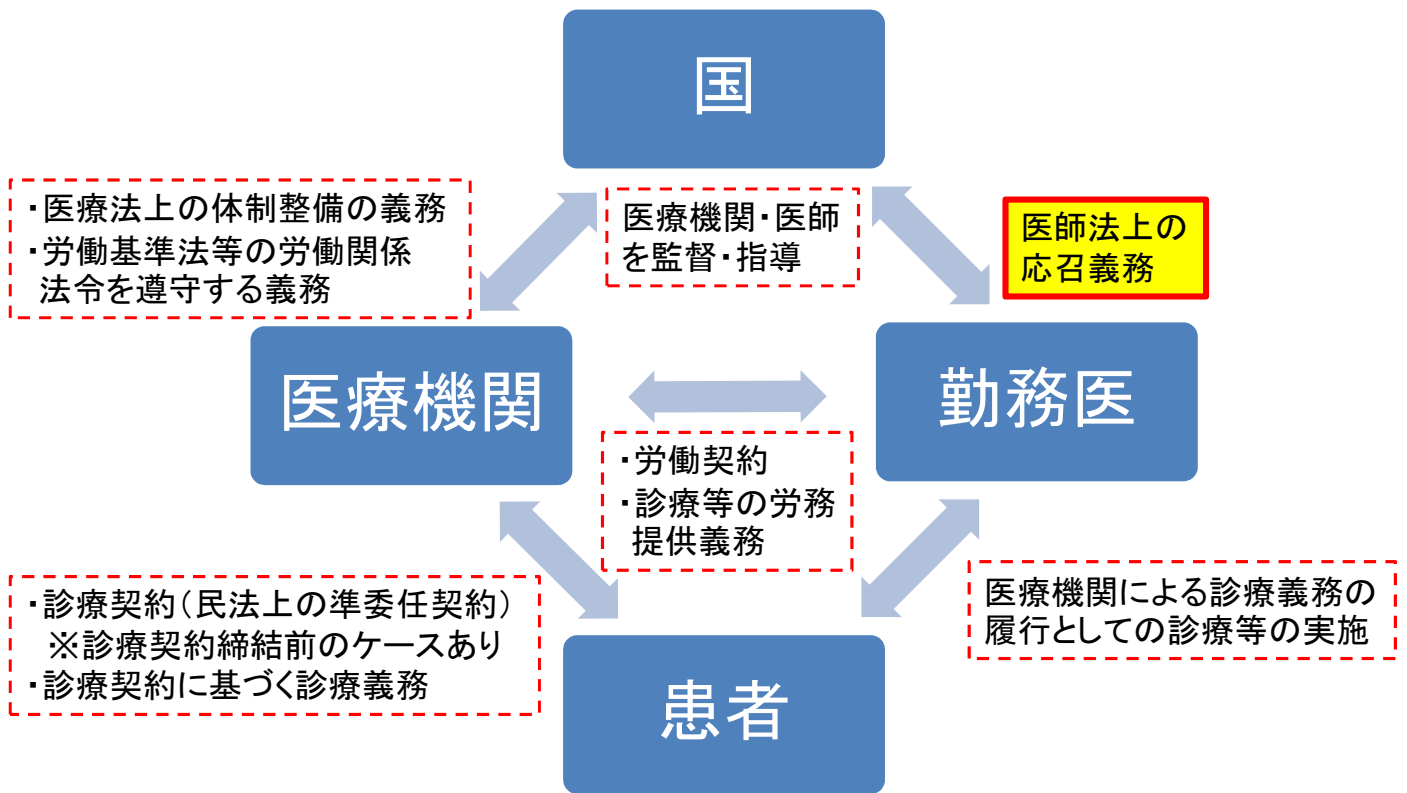 国
・医療法上の体制整備の義務
・労働基準法等の労働関係
法令を遵守する義務
医療機関・医師
を監督・指導
医師法上の
応召義務
医療機関
勤務医
・労働契約
・診療等の労務
提供義務
・診療契約（民法上の準委任契約）
※診療契約締結前のケースあり
・診療契約に基づく診療義務
医療機関による診療義務の
履行としての診療等の実施
患者